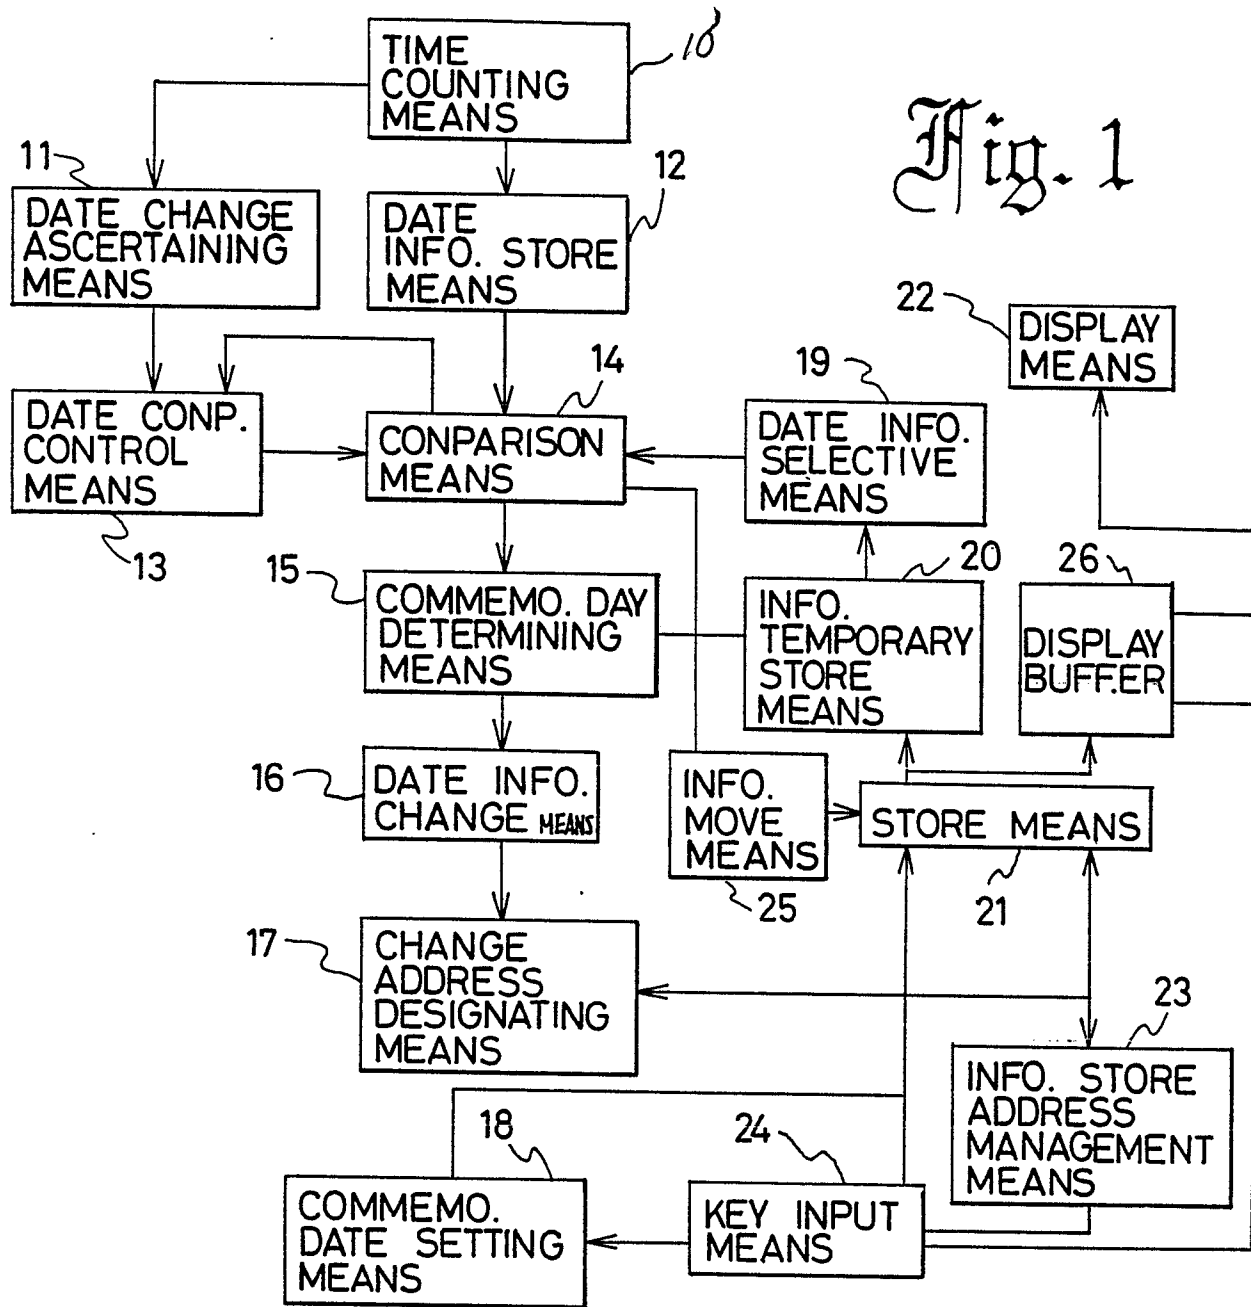 TIME
COUNTING
MEANS
10
Fig. 1
11
DATE CHANGE
ASCERTAINING
MEANS
12
DATE
INFO. STORE
MEANS
22
DISPLAY
MEANS
DATE CONP.
CONTROL
MEANS
13
14
CONPARISON
MEANS
19
DATE INFO.
SELECTIVE
MEANS
15
COMMEMO. DAY
DETERMINING
MEANS
20
INFO.
TEMPORARY
STORE
MEANS
26
DISPLAY
BUFFER
16
DATE INFO.
CHANGE MEANS
INFO.
MOVE
MEANS
25
STORE MEANS
21
17
CHANGE
ADDRESS
DESIGNATING
MEANS
23
INFO. STORE
ADDRESS
MANAGEMENT
MEANS
18
COMMEMO.
DATE SETTING
MEANS
24
KEY INPUT
MEANS